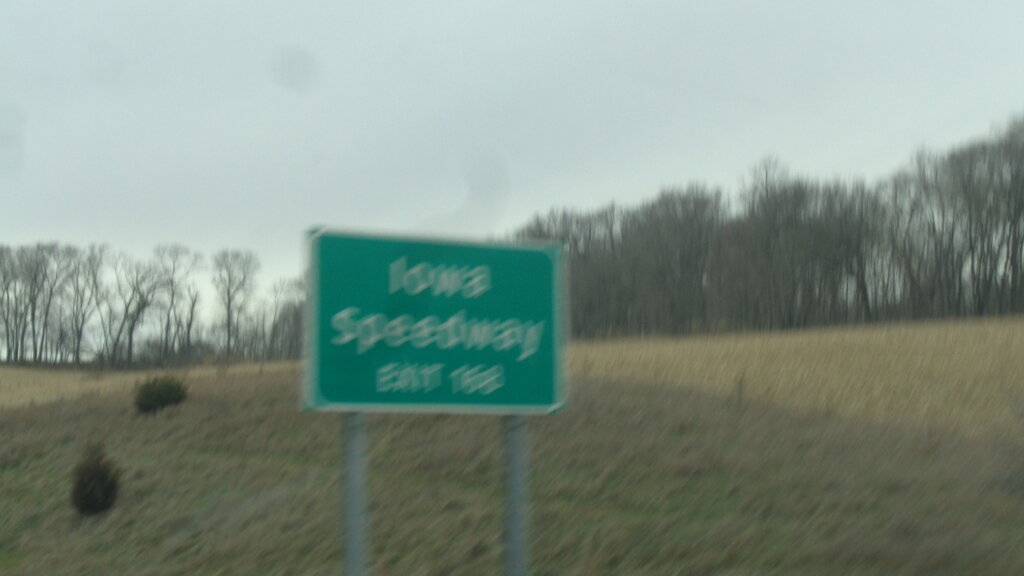 Iowa
Speedway
EXIT 168